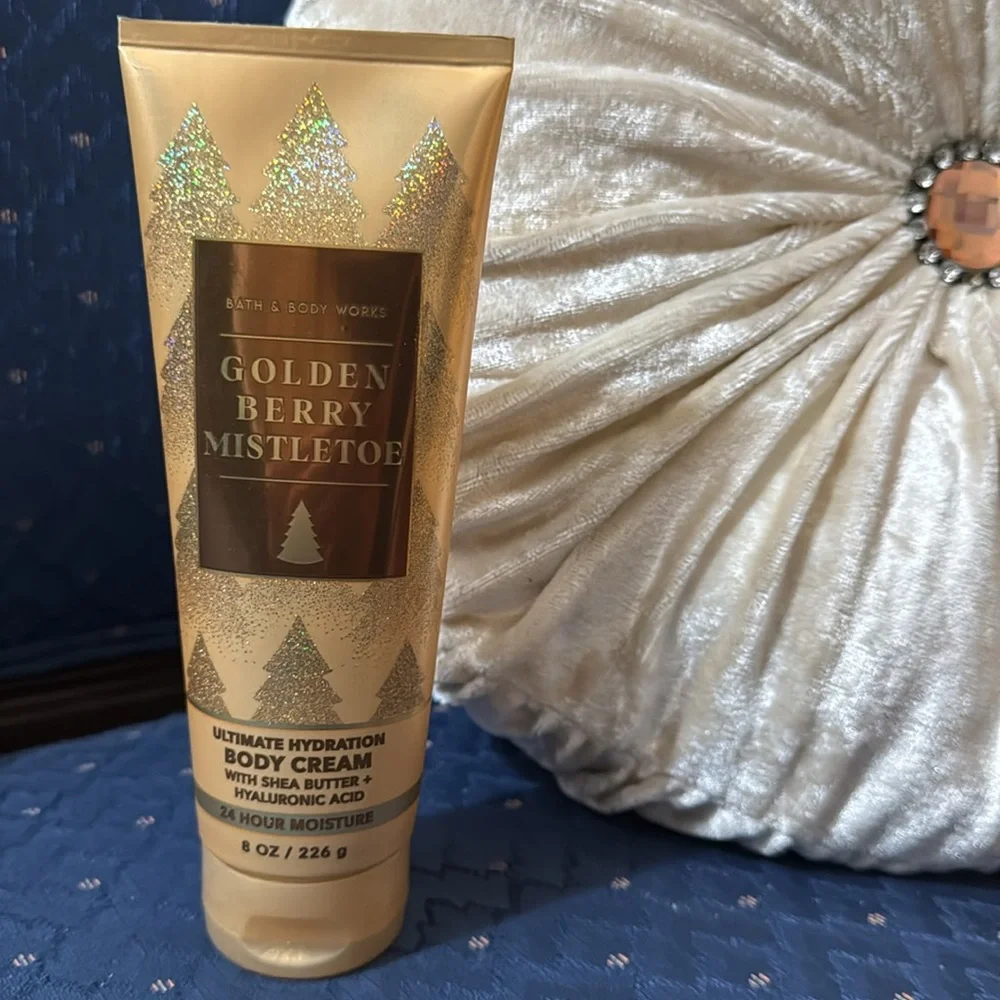 BATH & BODY WORKS
GOLDEN
BERRY
MISTLETOE
ULTIMATE HYDRATION
BODY CREAM
WITH SHEA BUTTER +
HYALURONIC ACID
24 HOUR MOISTURE
8 OZ / 226 g